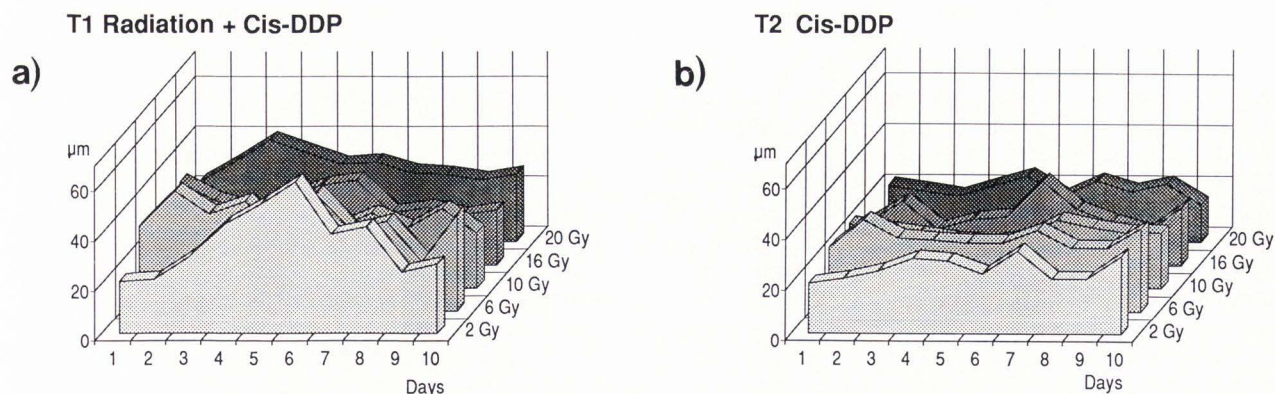 T1 Radiation + Cis-DDP
a)
µm
60
40
20
0
20 Gy
16 Gy
10 Gy
6 Gy
2 Gy
1 2 3 4 5 6 7 8 9 10
Days
T2 Cis-DDP
b)
µm
60
40
20
0
20 Gy
16 Gy
10 Gy
6 Gy
2 Gy
1 2 3 4 5 6 7 8 9 10
Days